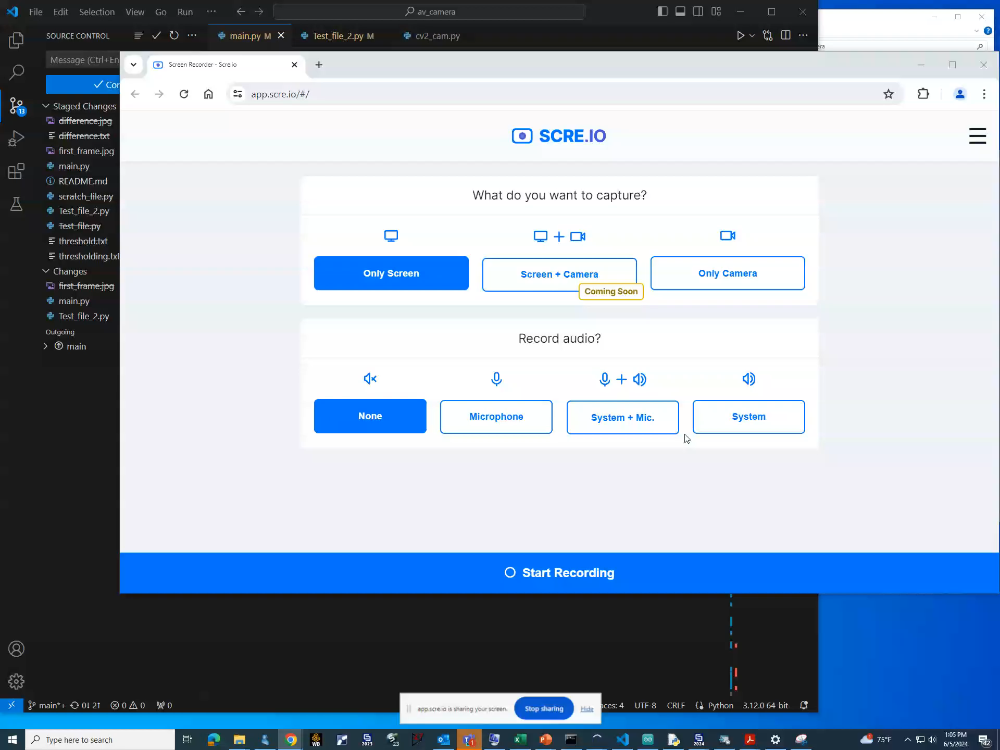 File Edit Selection View Go Run ··· av_camera
SOURCE CONTROL main.py M Test_file_2.py M cv2_cam.py
Message (Ctrl+En
Screen Recorder - Scre.io
Cor
app.scre.io/#/
Staged Changes
difference.jpg
difference.txt
first_frame.jpg
main.py
README.md
scratch_file.py
Test_file_2.py
Test_file.py
threshold.txt
thresholding.txt
Changes
first_frame.jpg
main.py
Test_file_2.py
Outgoing
main
13
SCRE.IO
What do you want to capture?
Only Screen
Screen + Camera
Coming Soon
Only Camera
Record audio?
None
Microphone
System + Mic.
System
Start Recording
main*+ 0↓ 2↑ 0 0 0
app.scre.io is sharing your screen. Stop sharing Hide
aces: 4 UTF-8 CRLF Python 3.12.0 64-bit
Type here to search
WB
2023
23
2024
75°F
1:05 PM
6/5/2024
42